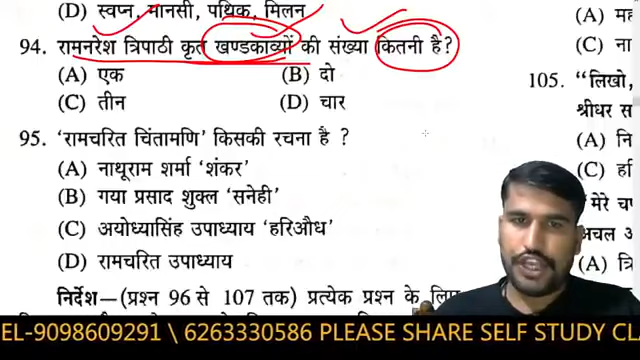 (D) स्वप्न, मानसी, पथिक, मिलन
94. रामनरेश त्रिपाठी कृत खण्डकाव्यों की संख्या कितनी है?
(A) एक
(B) दो
(C) तीन
(D) चार
95. 'रामचरित चिंतामणि' किसकी रचना है ?
(A) नाथूराम शर्मा 'शंकर'
(B) गया प्रसाद शुक्ल 'सनेही'
(C) अयोध्यासिंह उपाध्याय 'हरिऔध'
(D) रामचरित उपाध्याय
निर्देश—(प्रश्न 96 से 107 तक) प्रत्येक प्रश्न के लिए
(A)
(C) ना
105. "लिखो,
श्रीधर
(A) नि
(C)
'मेरे
अचल
(A) त्रि
EL-9098609291 \ 6263330586 PLEASE SHARE SELF STUDY CL